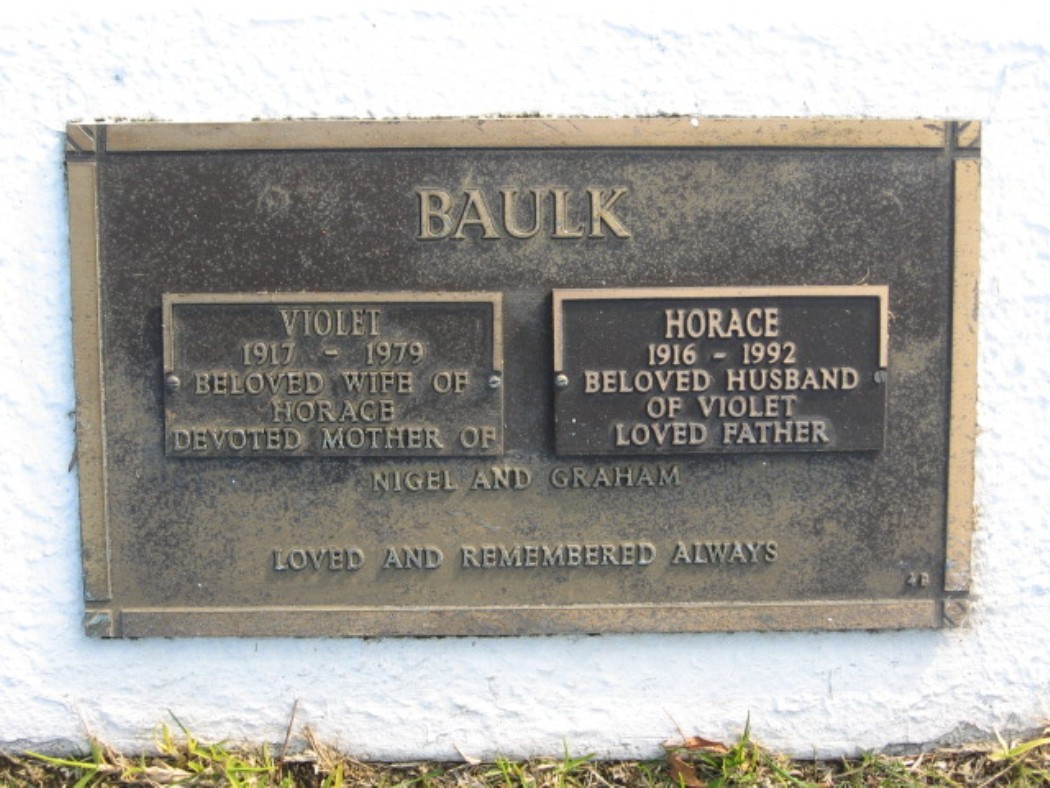 BAULK
VIOLET
1917 - 1979
BELOVED WIFE OF
HORACE
DEVOTED MOTHER OF
HORACE
1916 - 1992
BELOVED HUSBAND
OF VIOLET
LOVED FATHER
NIGEL AND GRAHAM
LOVED AND REMEMBERED ALWAYS